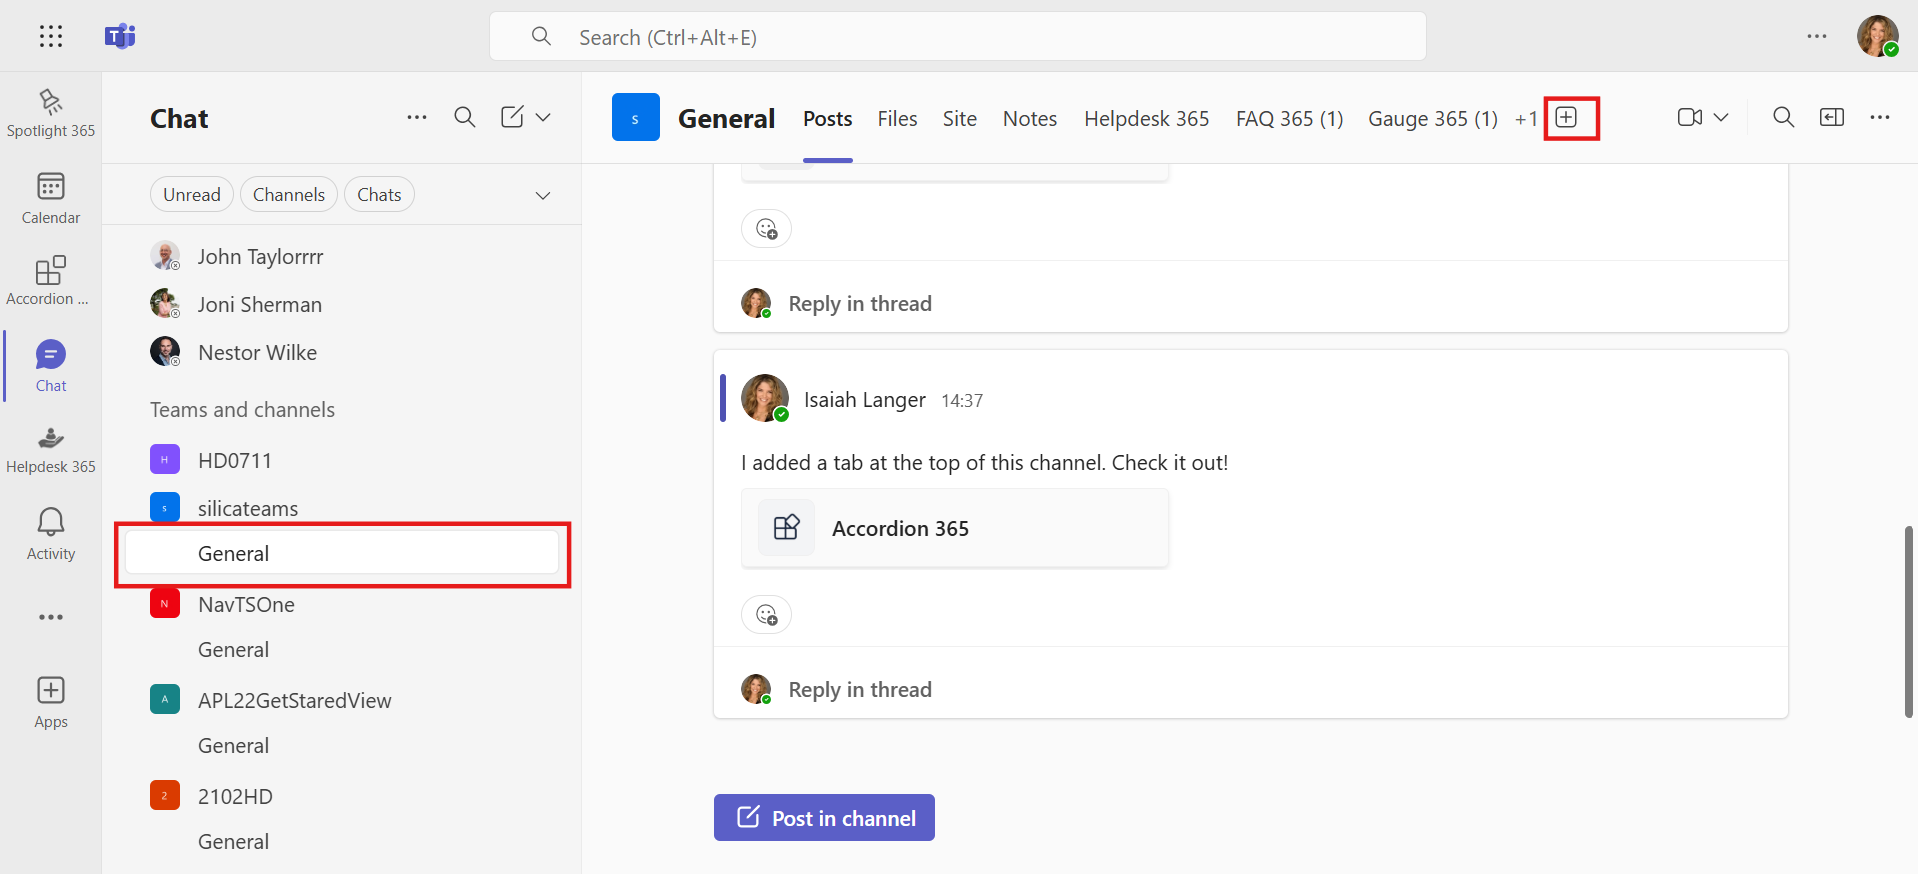 Search (Ctrl+Alt+E)
Spotlight 365
Calendar
Accordion ...
Chat
Helpdesk 365
Activity
Apps
Chat
Unread Channels Chats
John Taylorrrr
Joni Sherman
Nestor Wilke
Teams and channels
H HD0711
s silicateams
General
N NavTSOne
General
A APL22GetStaredView
General
2 2102HD
General
s General Posts Files Site Notes Helpdesk 365 FAQ 365 (1) Gauge 365 (1) +1
Reply in thread
Isaiah Langer 14:37
I added a tab at the top of this channel. Check it out!
Accordion 365
Reply in thread
Post in channel